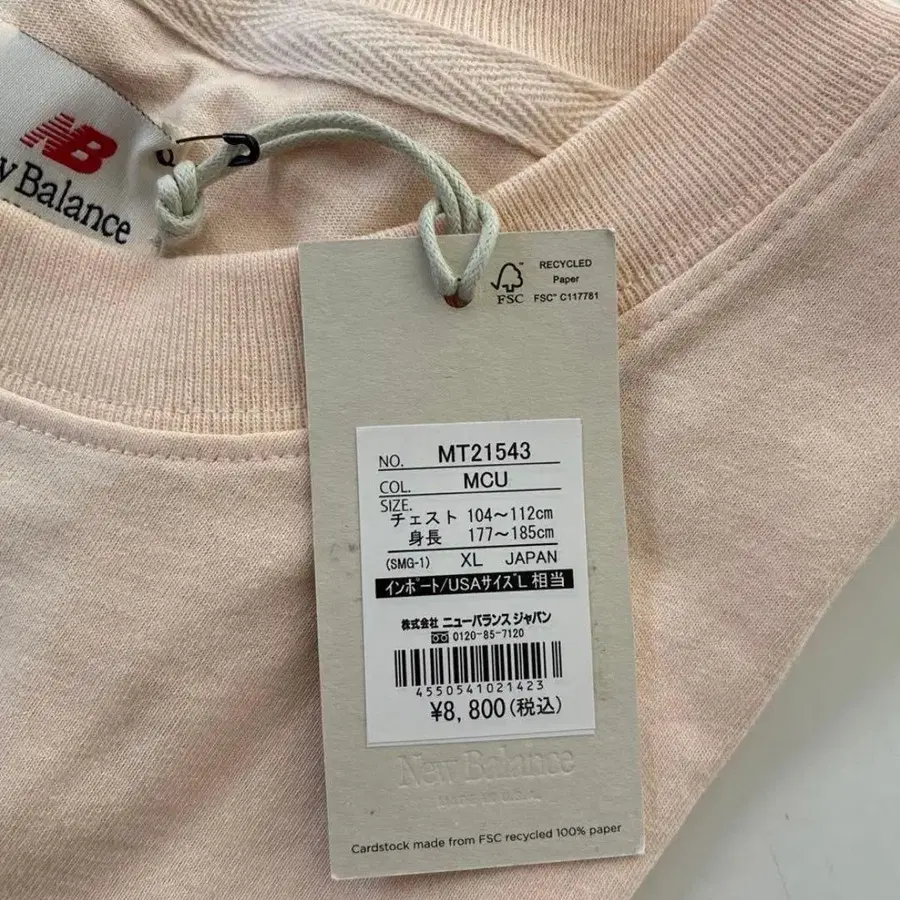 NB
w Balance
RECYCLED
Paper
FSC™ C117781
FSC
NO. MT21543
COL. MCU
SIZE.
チェスト 104～112cm
身長 177～185cm
(SMG-1) XL JAPAN
インポート/USAサイズL 相当
株式会社 ニューバランス ジャパン
0120-85-7120
4550541021423
¥8,800(税込)
New Balance
MADE IN U.S.A.
Cardstock made from FSC recycled 100% paper